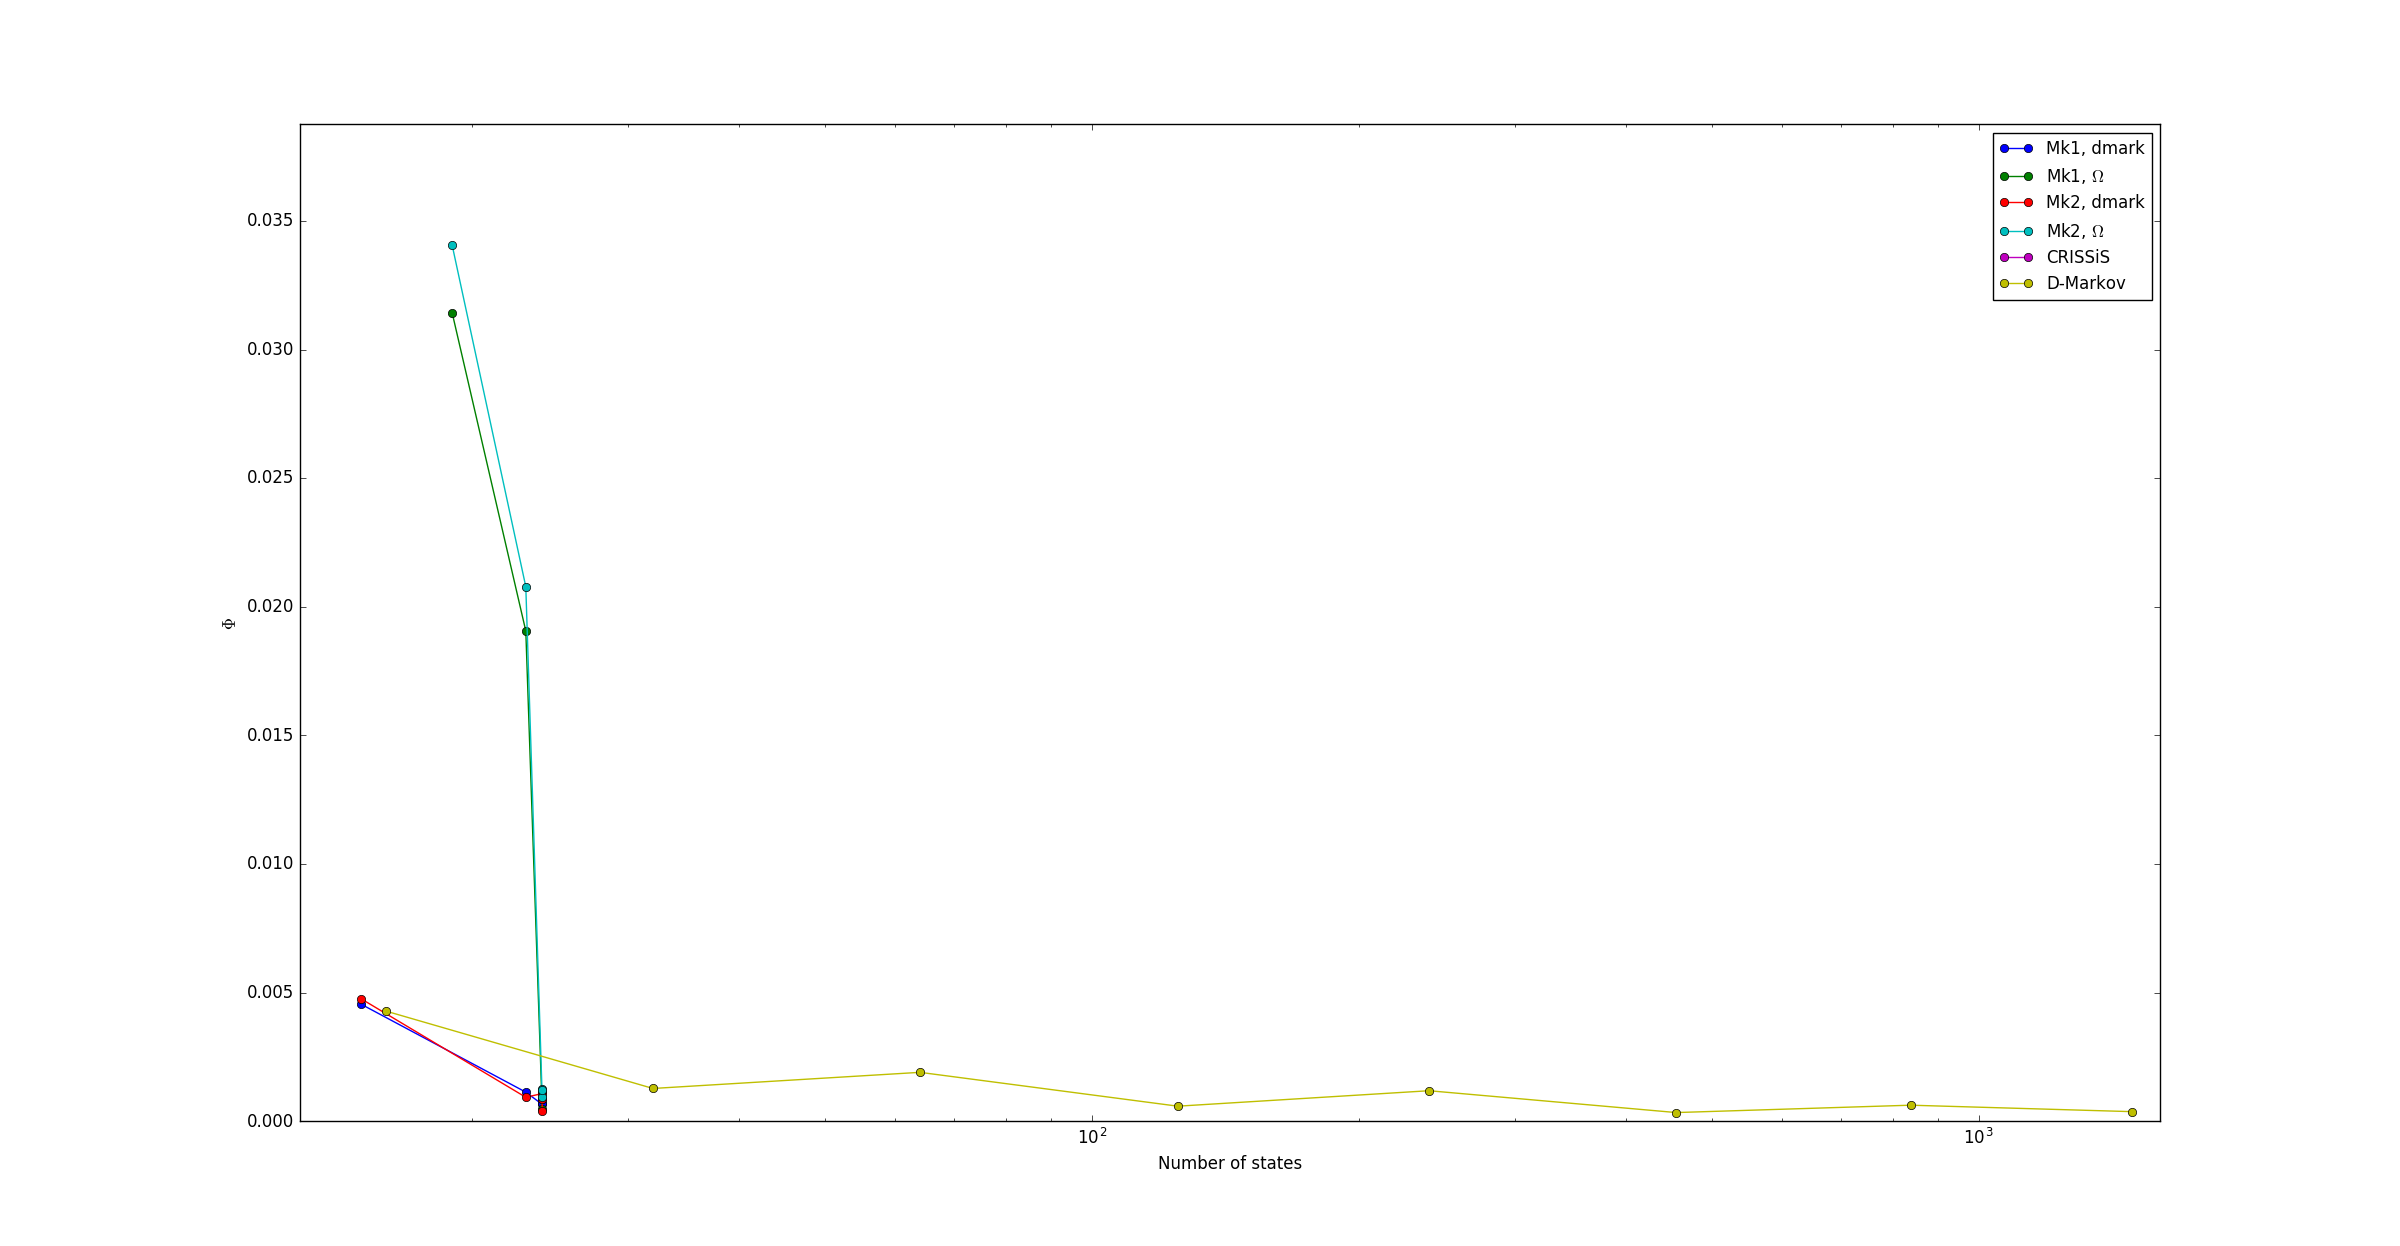 Mk1, dmark
Mk1, Ω
Mk2, dmark
Mk2, Ω
CRISSiS
D-Markov
0.035
0.030
0.025
0.020
0.015
0.010
0.005
0.000
Φ
10²
10³
Number of states